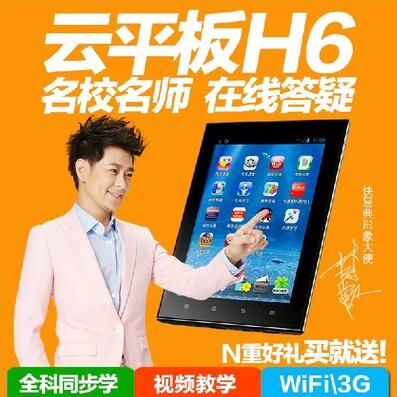 云平板H6
名校名师 在线答疑
快易典形象大使
N重好礼买就送!
全科同步学
视频教学
WiFi\3G